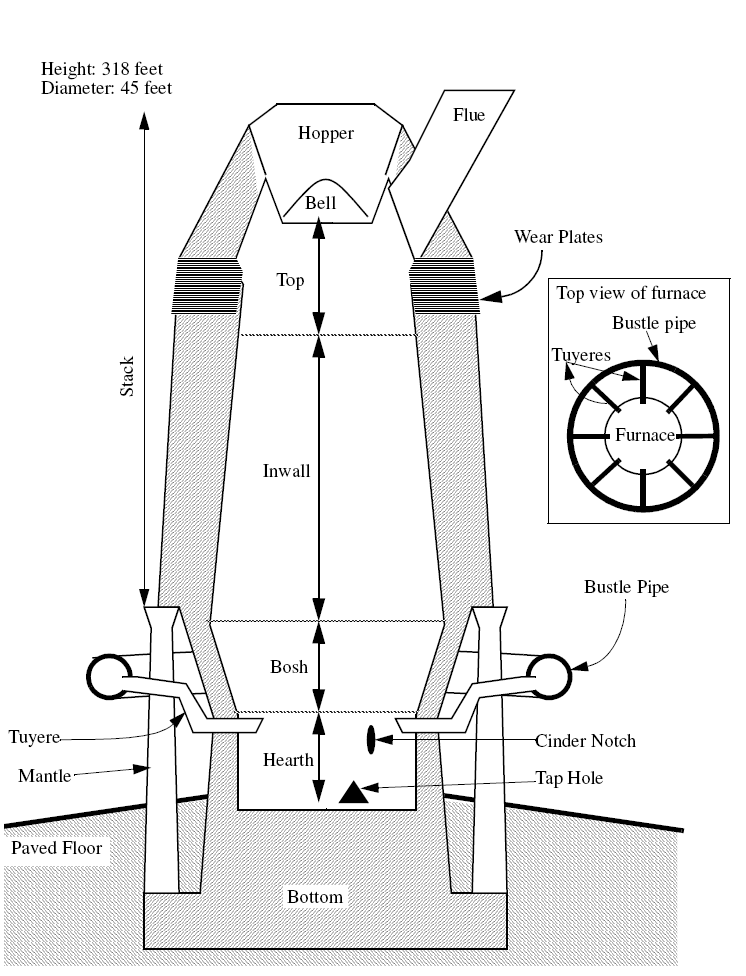 Height: 318 feet
Diameter: 45 feet
Hopper
Flue
Bell
Wear Plates
Top
Top view of furnace
Bustle pipe
Tuyeres
Furnace
Stack
Inwall
Bustle Pipe
Bosh
Tuyere
Cinder Notch
Hearth
Mantle
Tap Hole
Paved Floor
Bottom